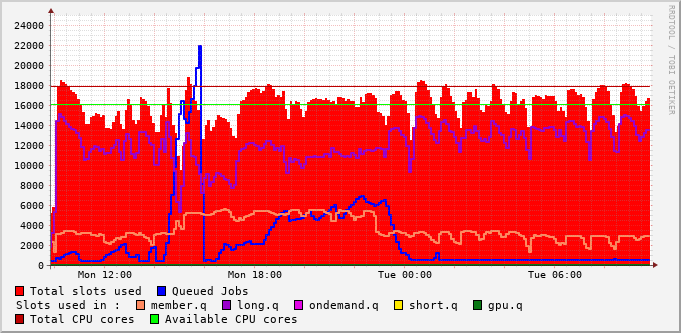 RRDTOOL / TOBI OETIKER
24000
22000
20000
18000
16000
14000
12000
10000
8000
6000
4000
2000
0
Mon 12:00 Mon 18:00 Tue 00:00 Tue 06:00
Total slots used Queued Jobs
Slots used in : member.q long.q ondemand.q short.q gpu.q
Total CPU cores Available CPU cores